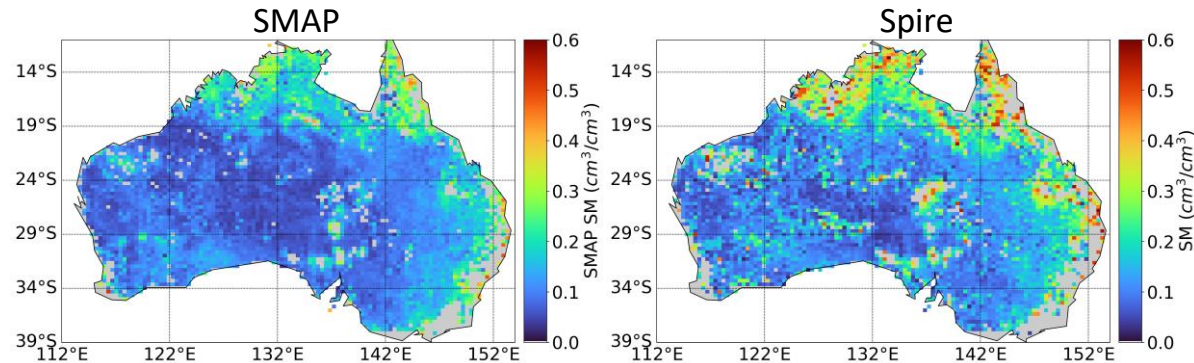 SMAP
Spire
14°S
19°S
24°S
29°S
34°S
39°S
112°E
122°E
132°E
142°E
152°E
0.6
0.5
0.4
0.3
0.2
0.1
0.0
SMAP SM (cm³/cm³)
14°S
19°S
24°S
29°S
34°S
39°S
112°E
122°E
132°E
142°E
152°E
0.6
0.5
0.4
0.3
0.2
0.1
0.0
SM (cm³/cm³)